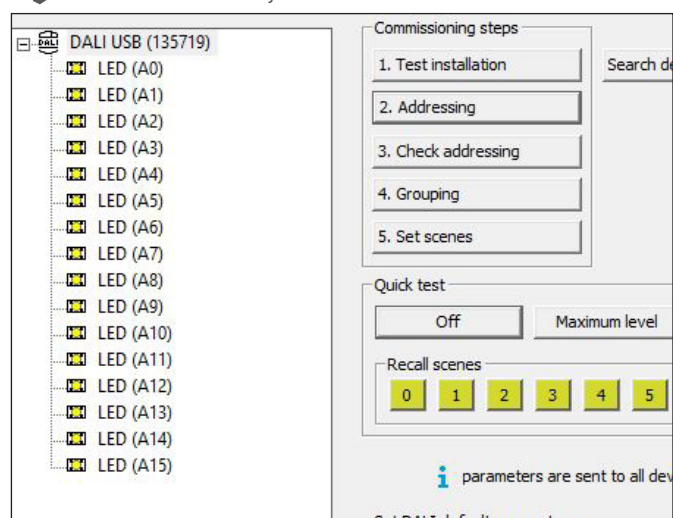 DALI USB (135719)
LED (A0)
LED (A1)
LED (A2)
LED (A3)
LED (A4)
LED (A5)
LED (A6)
LED (A7)
LED (A8)
LED (A9)
LED (A10)
LED (A11)
LED (A12)
LED (A13)
LED (A14)
LED (A15)
Commissioning steps
1. Test installation
Search de
2. Addressing
3. Check addressing
4. Grouping
5. Set scenes
Quick test
Off
Maximum level
Recall scenes
0 1 2 3 4 5
parameters are sent to all dev